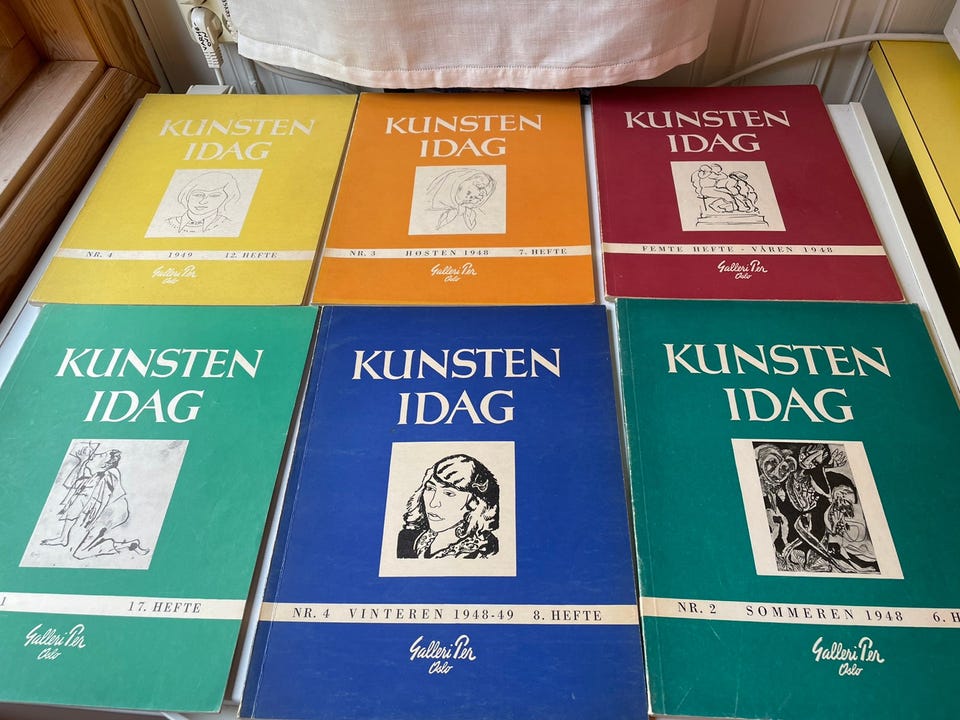 KUNSTEN
IDAG
NR. 4 1949 12. HEFTE
Galleri Per
Oslo
KUNSTEN
IDAG
NR. 3 HØSTEN 1948 7. HEFTE
Galleri Per
Oslo
KUNSTEN
IDAG
FEMTE HEFTE · VÅREN 1948
Galleri Per
Oslo
KUNSTEN
IDAG
17. HEFTE
Galleri Per
Oslo
KUNSTEN
IDAG
NR. 4 VINTEREN 1948-49 8. HEFTE
Galleri Per
Oslo
KUNSTEN
IDAG
NR. 2 SOMMEREN 1948 6. H
Galleri Per
Oslo